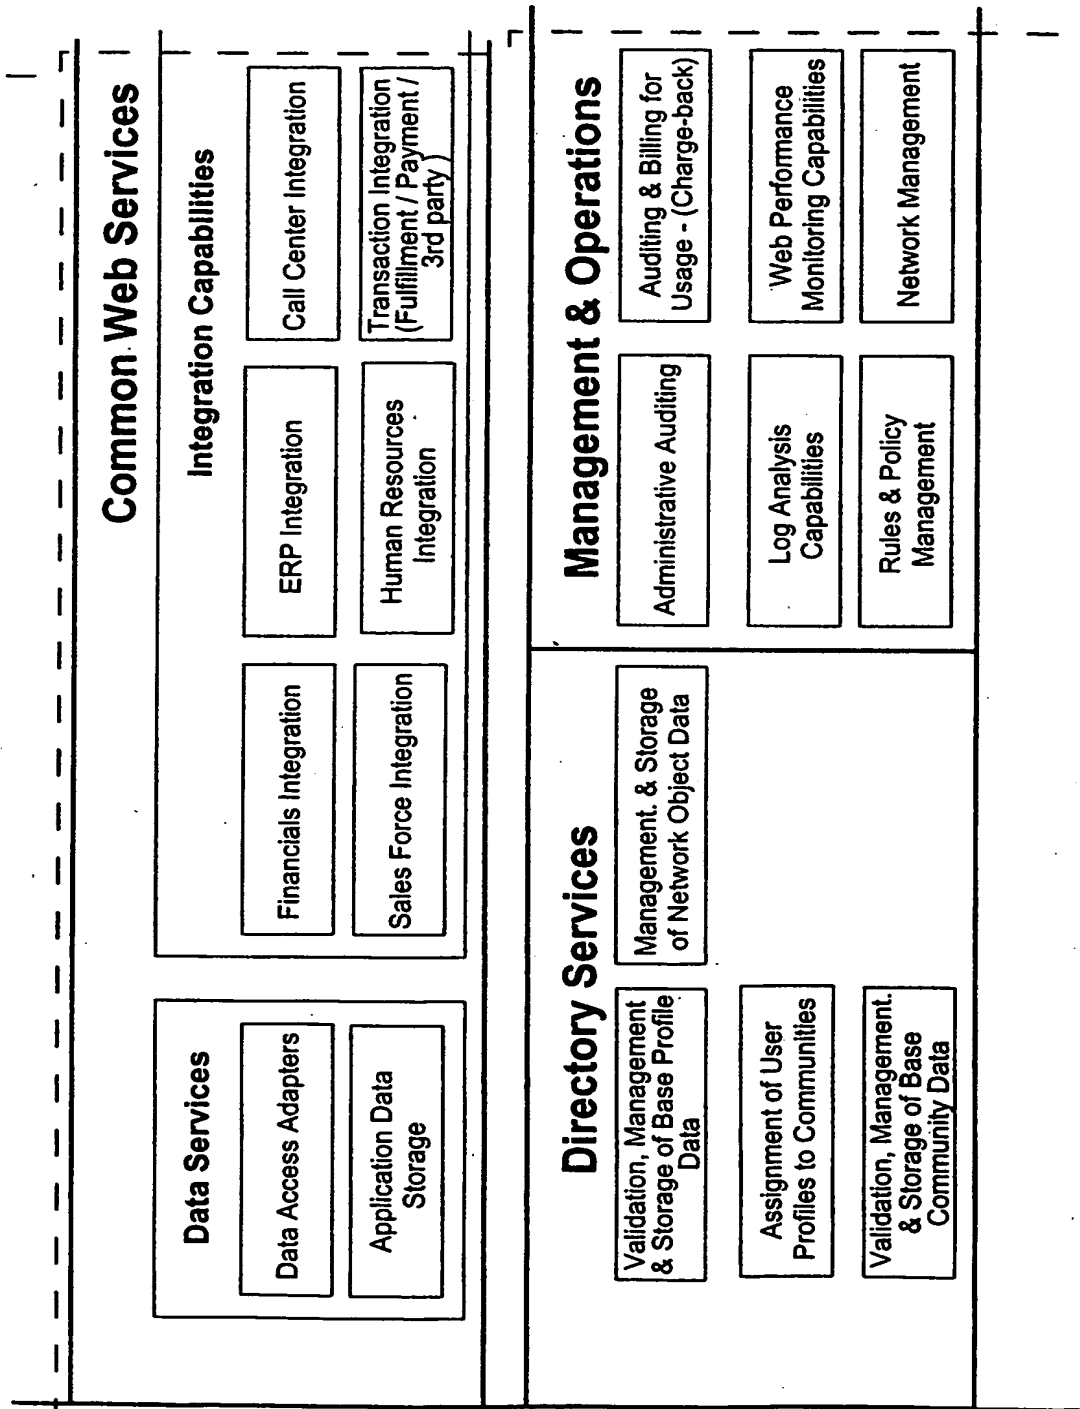 Common Web Services
Data Services
Data Access Adapters
Application Data
Storage
Integration Capabilities
Financials Integration
ERP Integration
Call Center Integration
Sales Force Integration
Human Resources
Integration
Transaction Integration
(Fulfillment / Payment /
3rd party )
Directory Services
Validation, Management
& Storage of Base Profile
Data
Management. & Storage
of Network Object Data
Assignment of User
Profiles to Communities
Validation, Management.
& Storage of Base
Community Data
Management & Operations
Administrative Auditing
Auditing & Billing for
Usage - (Charge-back)
Log Analysis
Capabilities
Web Performance
Monitoring Capabilities
Rules & Policy
Management
Network Management